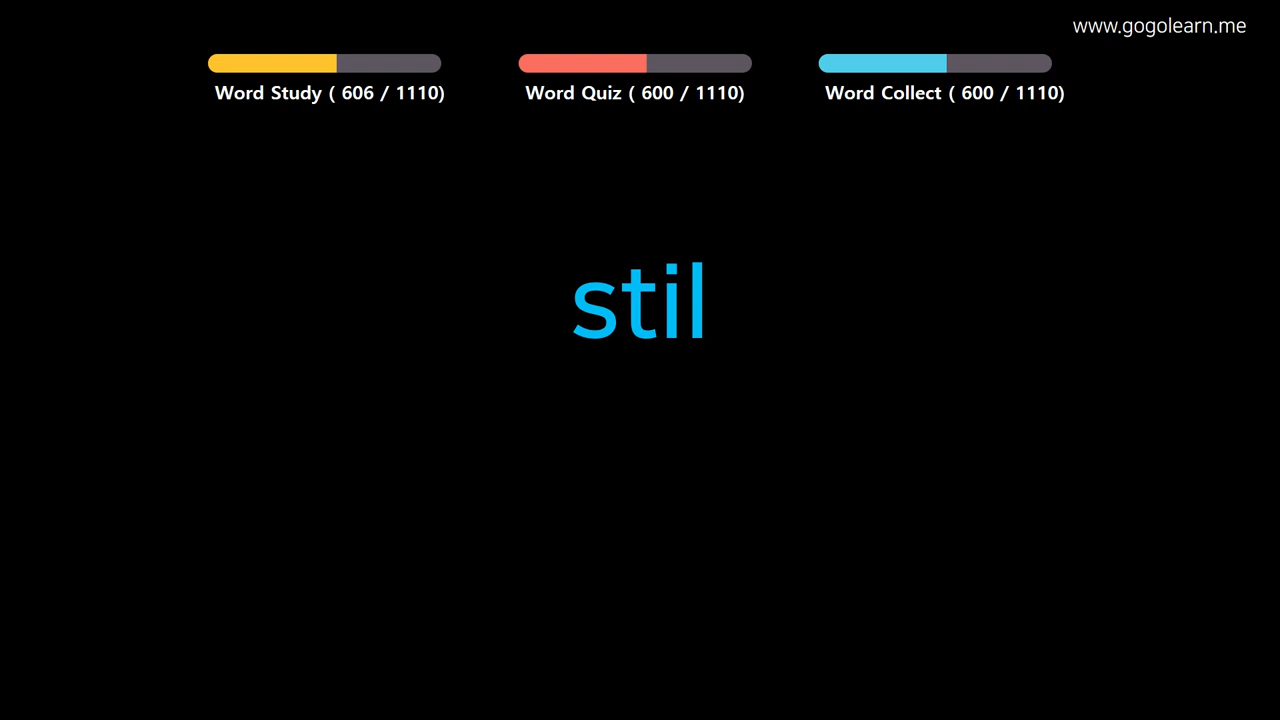 www.gogolearn.me
Word Study ( 606 / 1110)
Word Quiz ( 600 / 1110)
Word Collect ( 600 / 1110)
stil